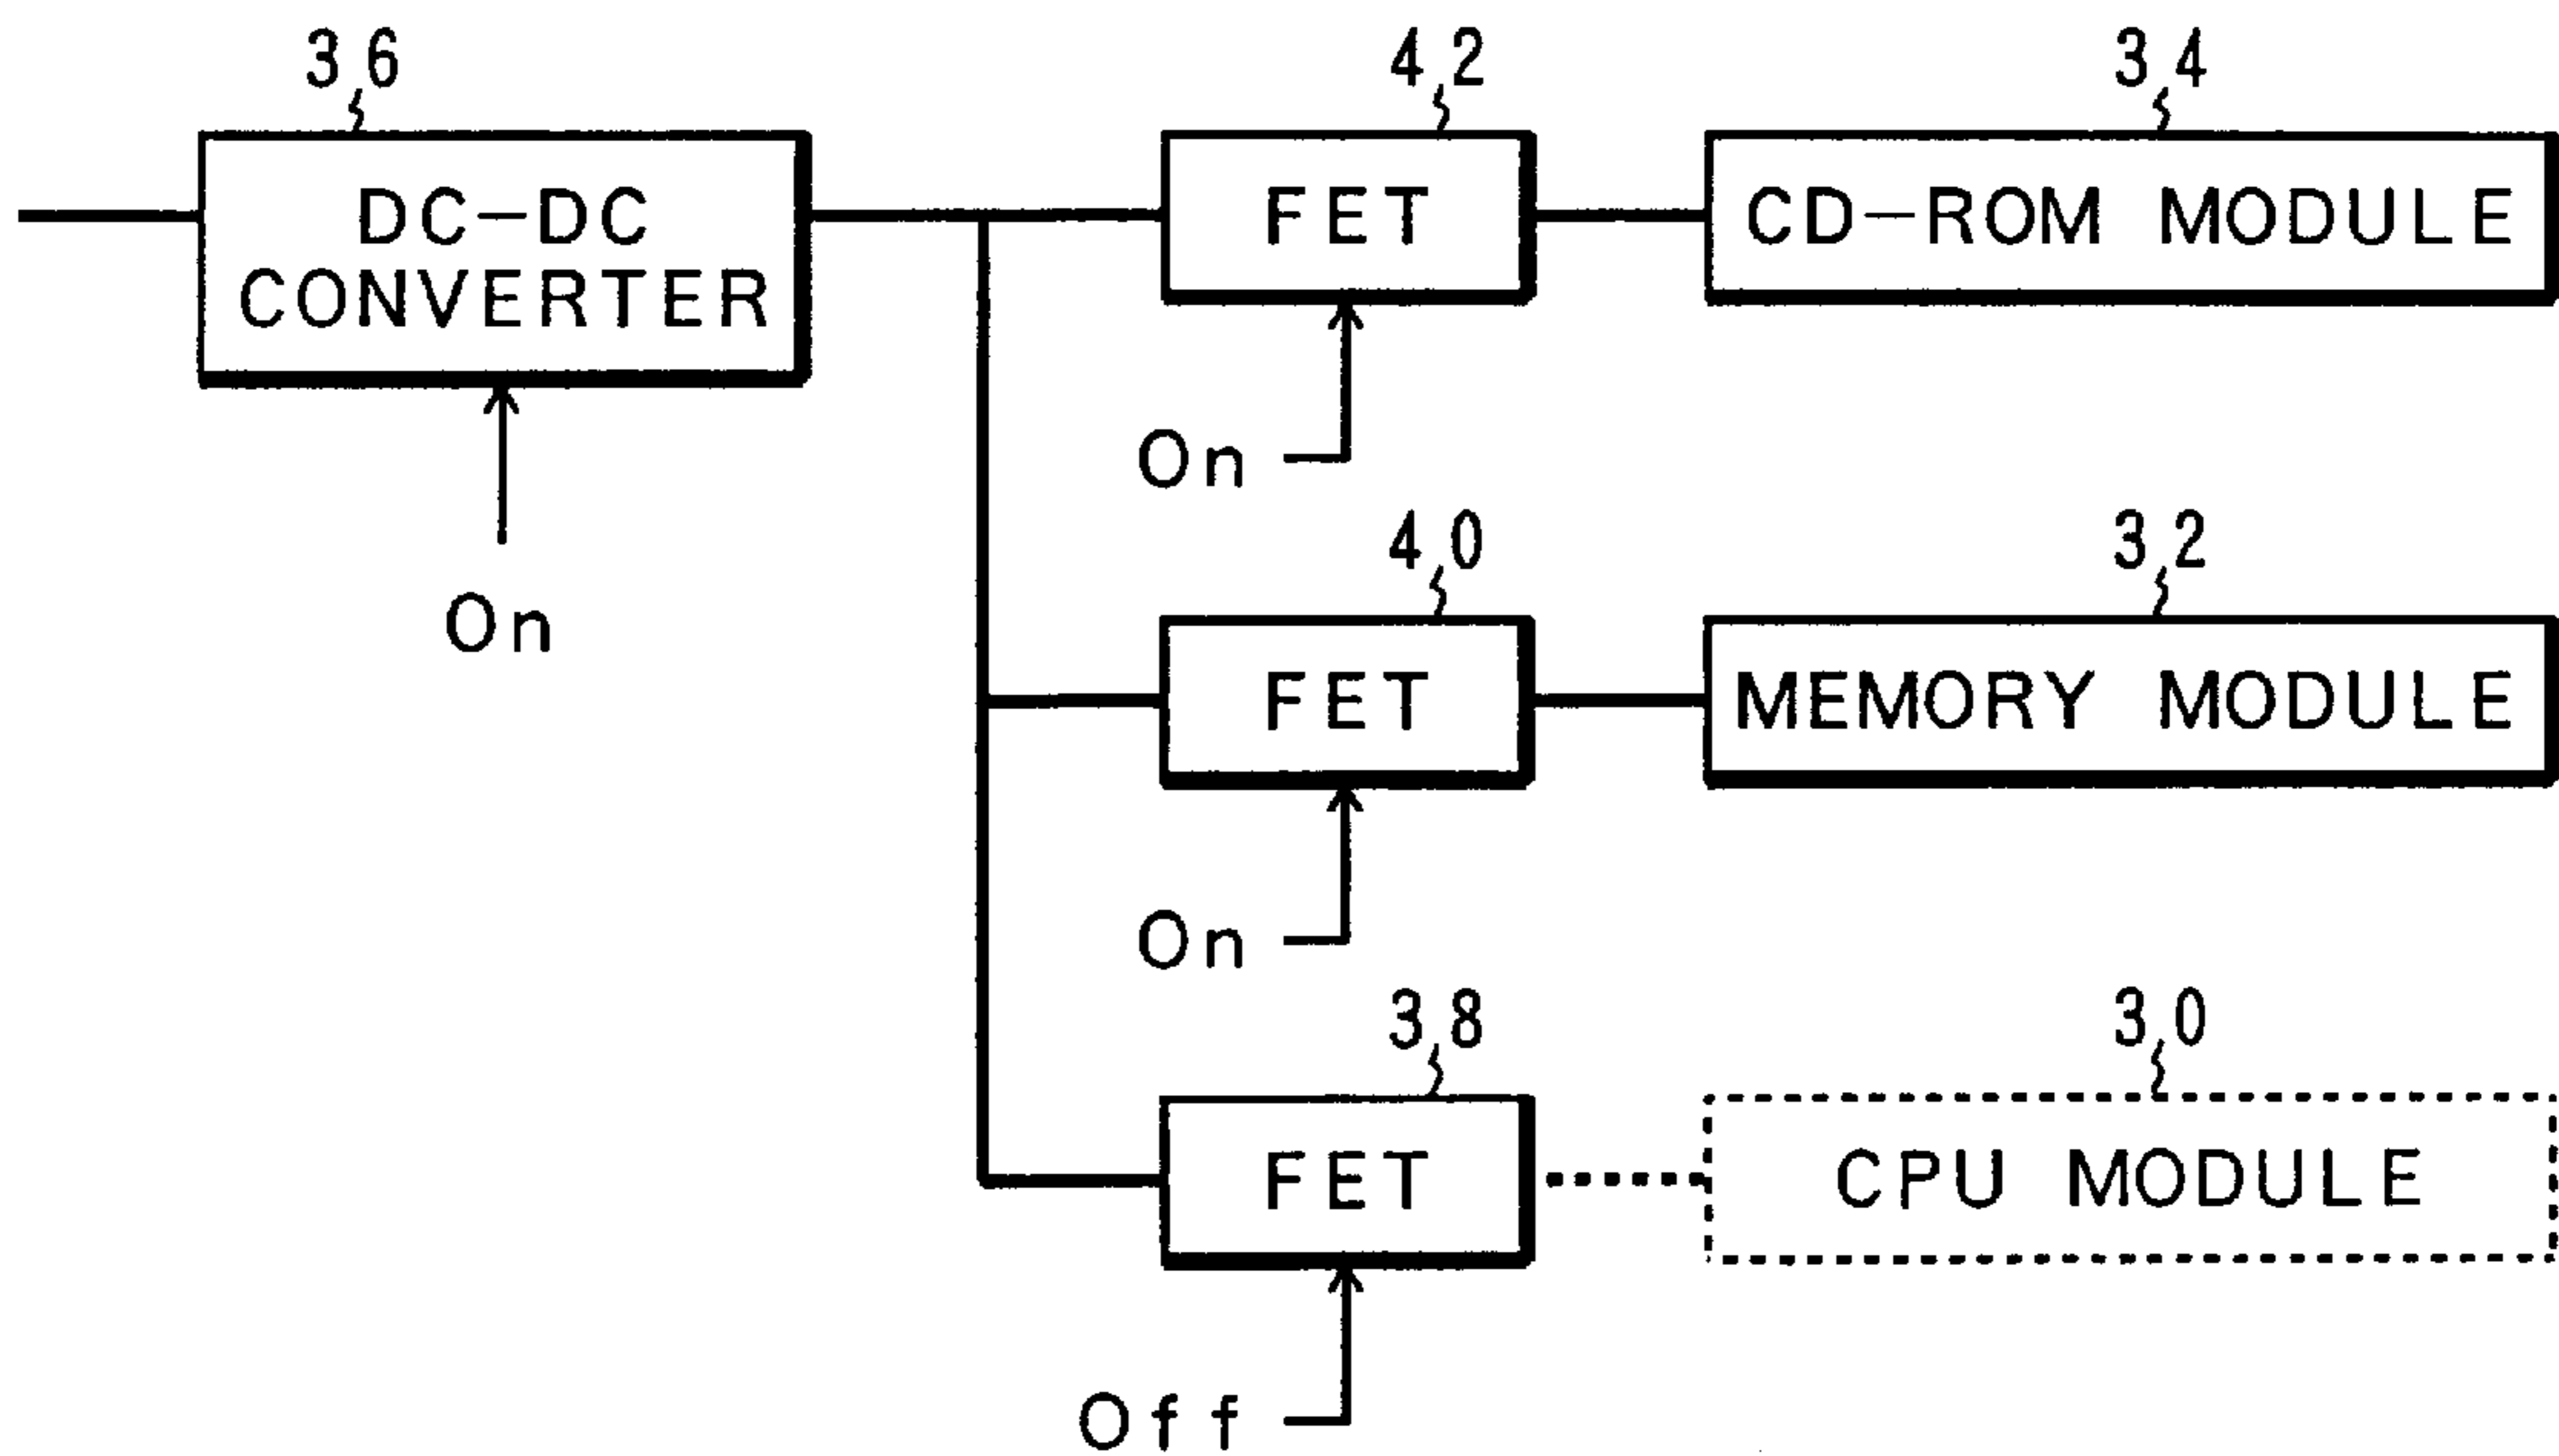 36
42
34
DC-DC
CONVERTER
FET
CD-ROM MODULE
On
On
40
32
FET
MEMORY MODULE
On
38
30
FET
CPU MODULE
Off